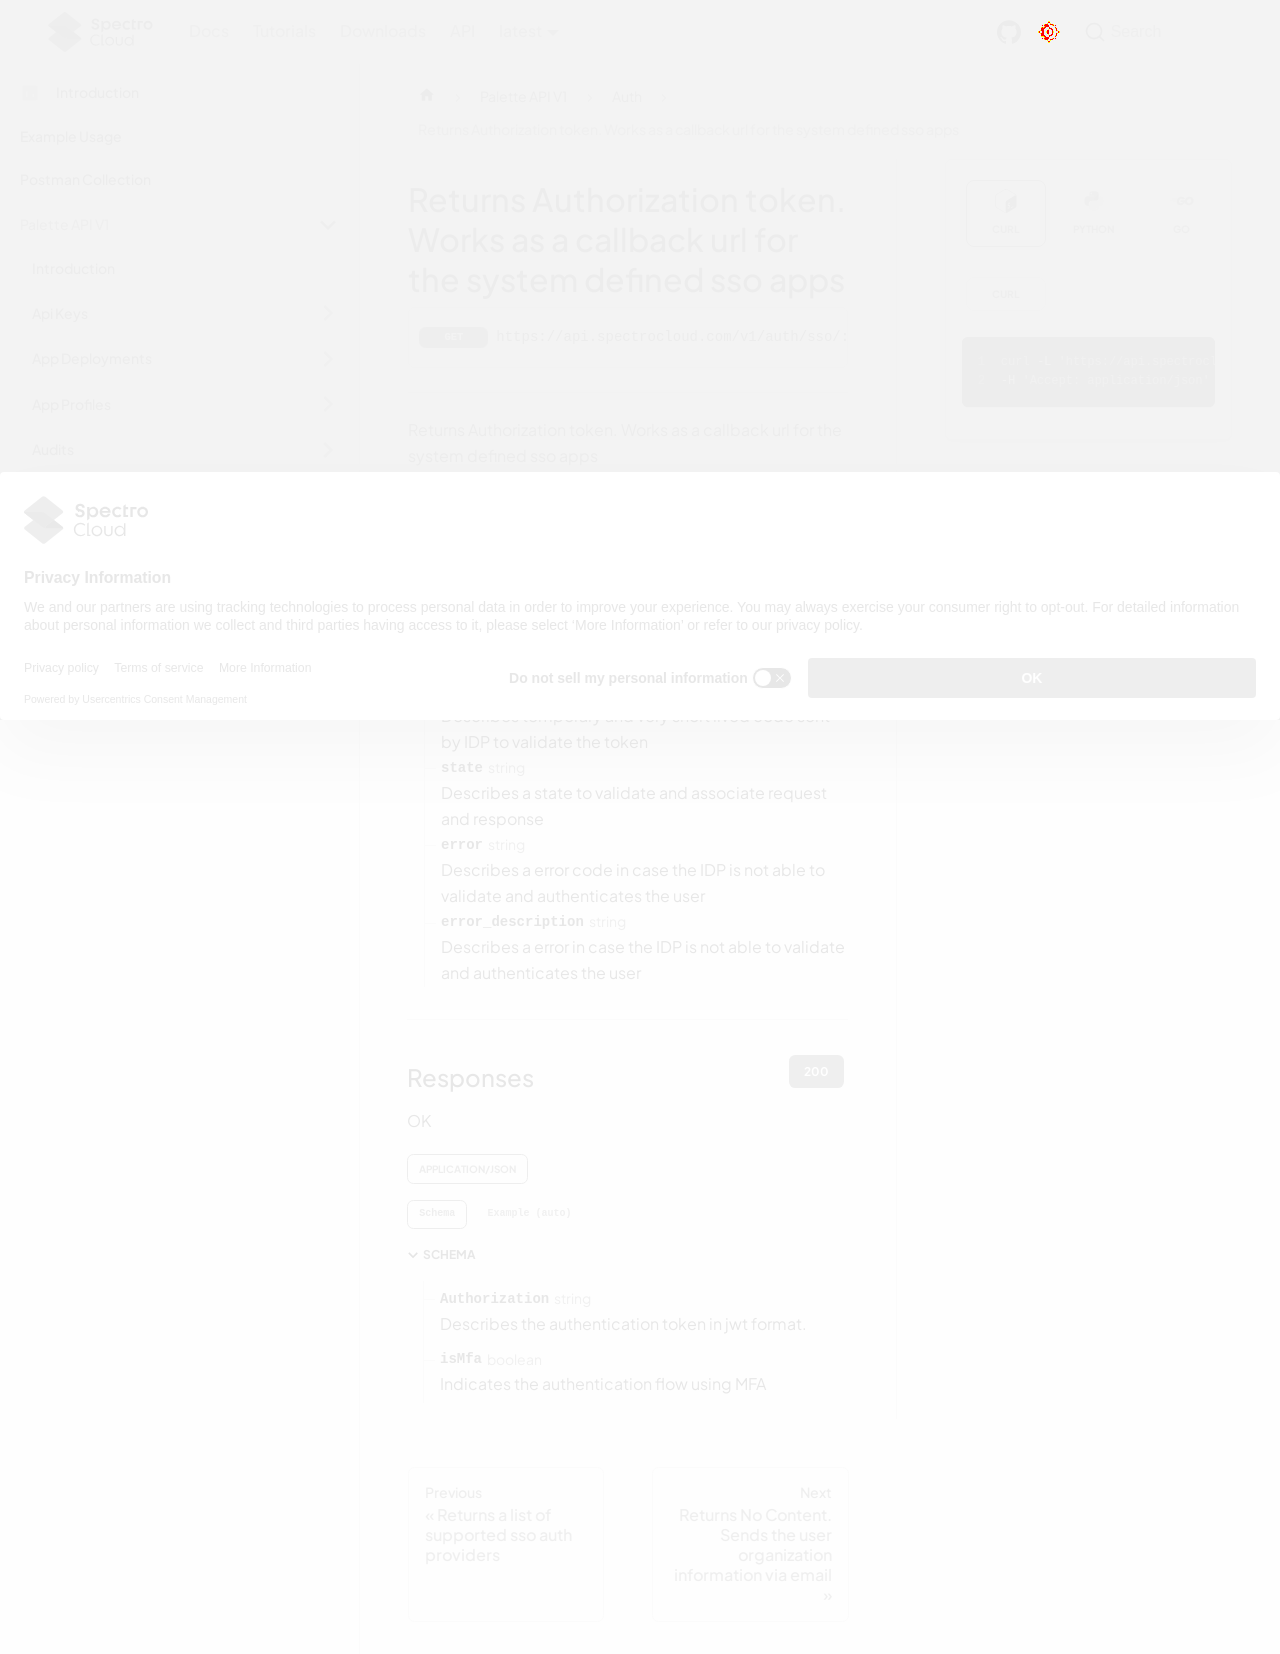 Spectro
Cloud
Docs Tutorials Downloads API latest
Search
Introduction
Palette API V1
Auth
Example Usage
Returns Authorization token. Works as a callback url for the system defined sso apps
Postman Collection
Palette API V1
Introduction
Api Keys
App Deployments
App Profiles
Audits
Returns Authorization token.
Works as a callback url for
the system defined sso apps
GET https://api.spectrocloud.com/v1/auth/sso/:
CURL PYTHON GO
CURL
Returns Authorization token. Works as a callback url for the
system defined sso apps
Spectro
Cloud
Privacy Information
We and our partners are using tracking technologies to process personal data in order to improve your experience. You may always exercise your consumer right to opt-out. For detailed information
about personal information we collect and third parties having access to it, please select 'More Information' or refer to our privacy policy.
Privacy policy Terms of service More Information
Do not sell my personal information
OK
Powered by Usercentrics Consent Management
Describes temporary and very short lived code sent
by IDP to validate the token
state string
Describes a state to validate and associate request
and response
error string
Describes a error code in case the IDP is not able to
validate and authenticates the user
error_description string
Describes a error in case the IDP is not able to validate
and authenticates the user
Responses
200
OK
APPLICATION/JSON
Schema Example (auto)
SCHEMA
Authorization string
Describes the authentication token in jwt format.
isMfa boolean
Indicates the authentication flow using MFA
Previous
« Returns a list of
supported sso auth
providers
Next
Returns No Content.
Sends the user
organization
information via email
»